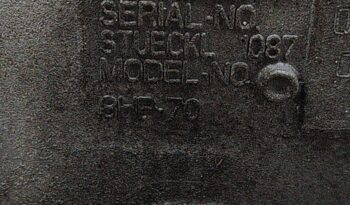 SERIAL-NO.
STUECKL 1087
MODEL-NO.
8HP-70